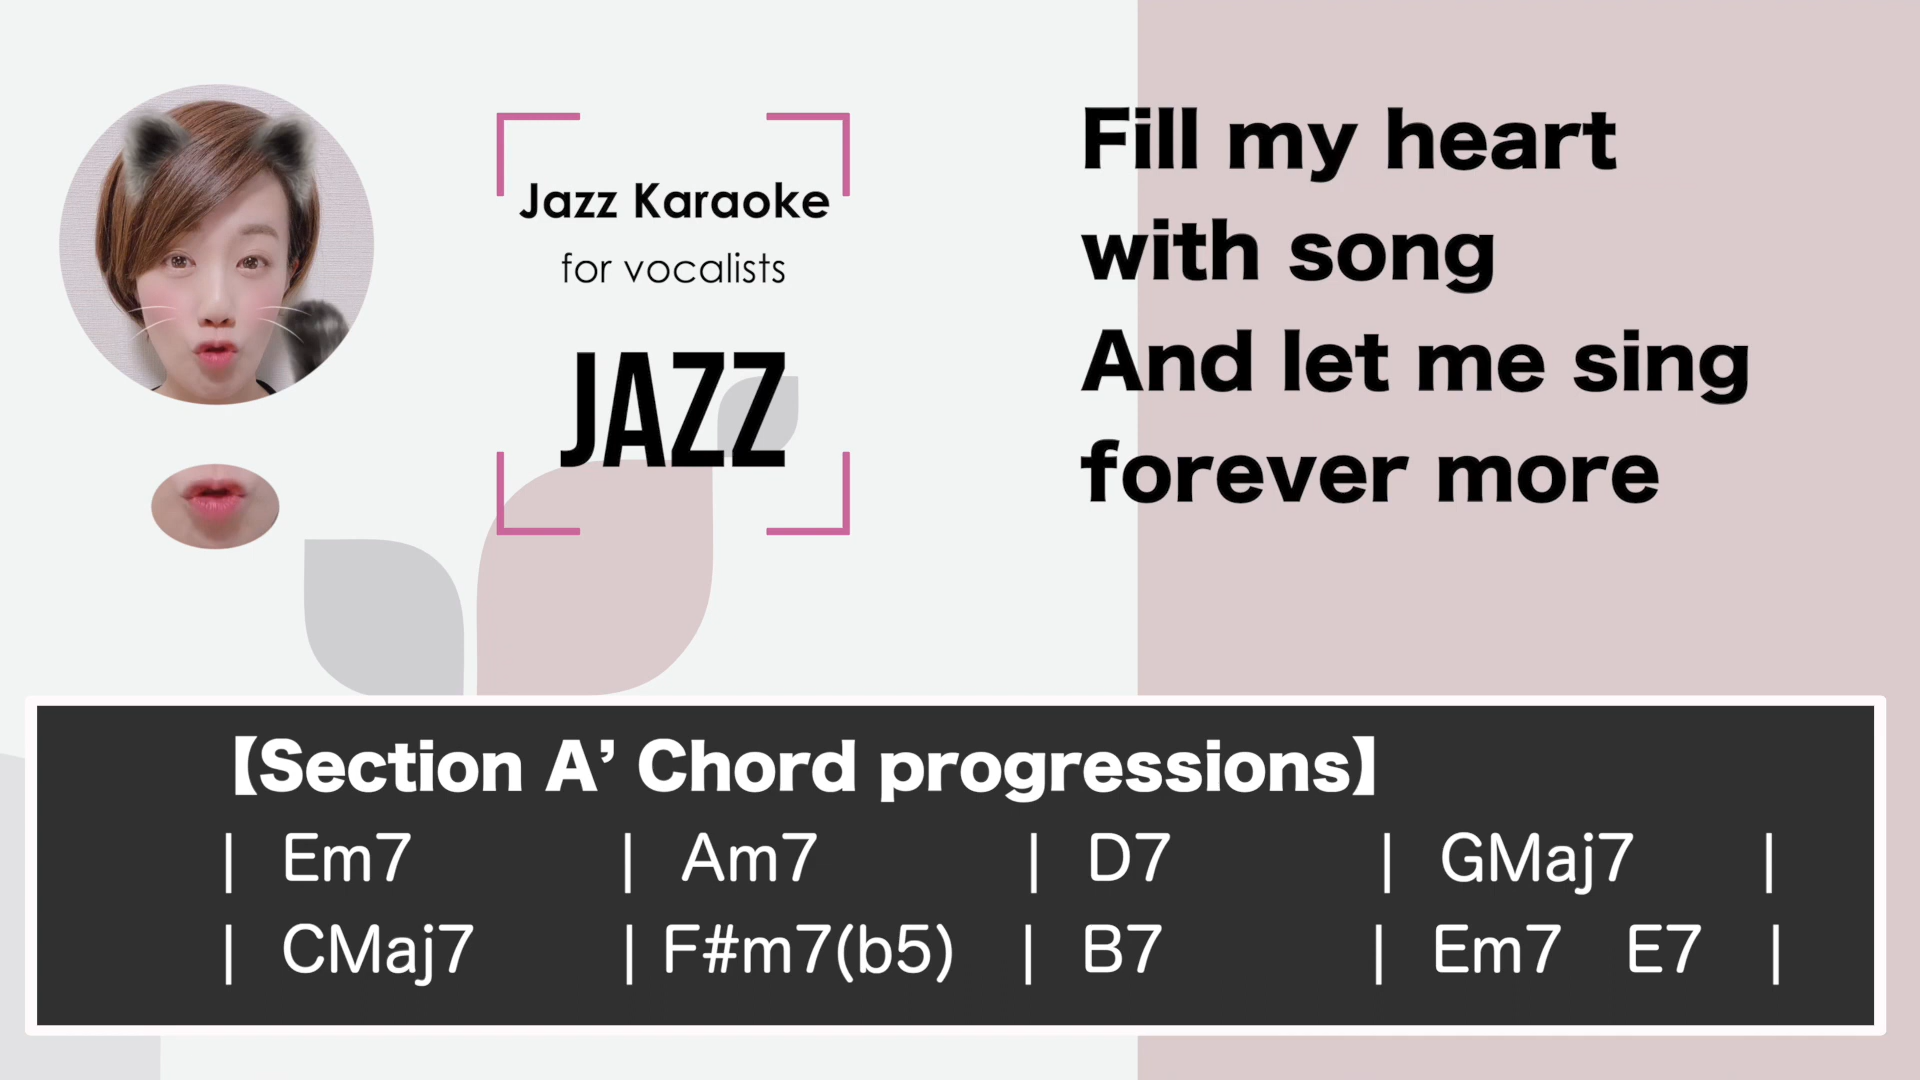 Jazz Karaoke
for vocalists
JAZZ
Fill my heart
with song
And let me sing
forever more
【Section A’ Chord progressions】
| Em7 | Am7 | D7 | GMaj7 |
| CMaj7 | F#m7(b5) | B7 | Em7 E7 |